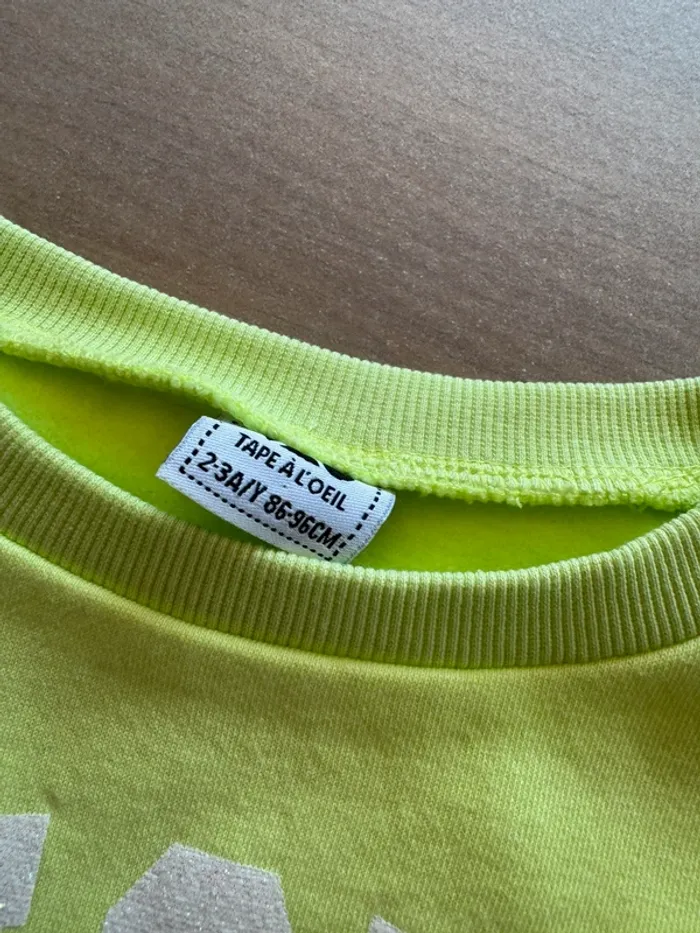 TAPE À L'OEIL
2-3A/Y 86-96CM